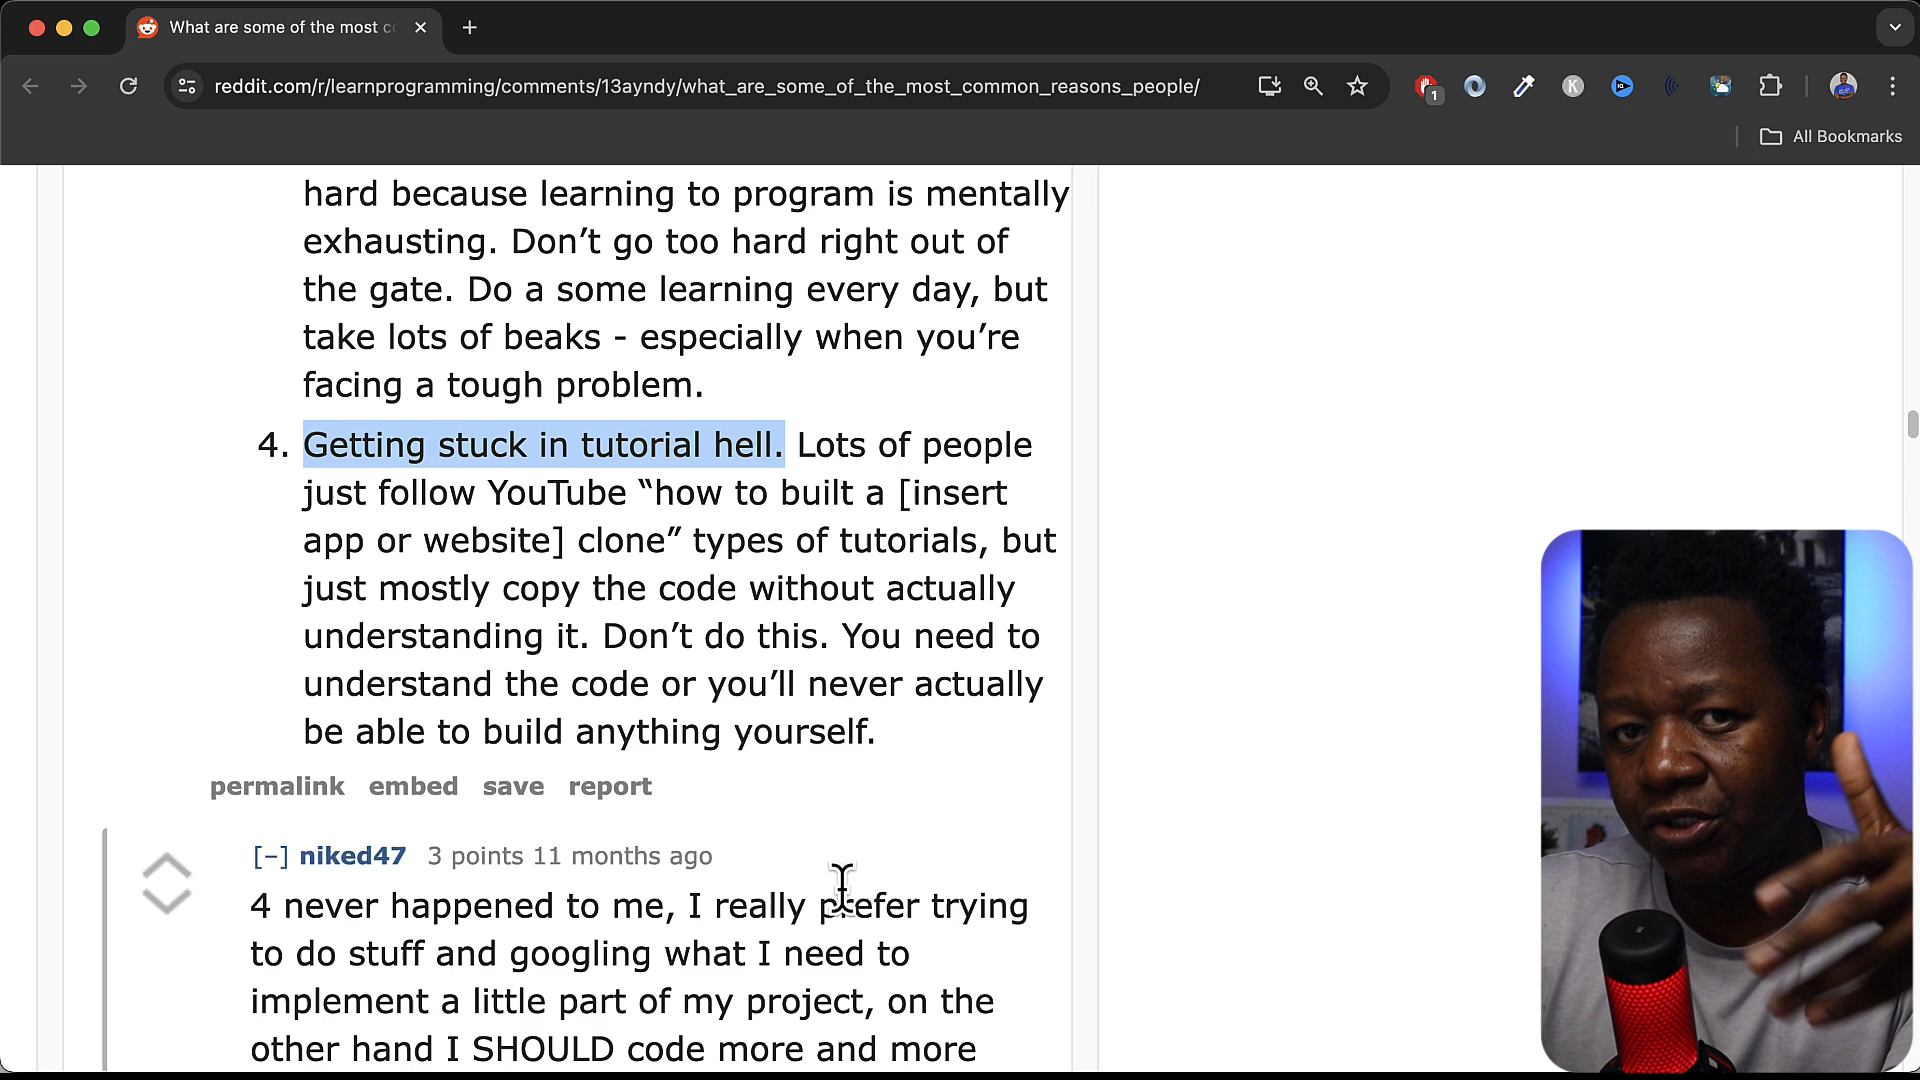 What are some of the most c
reddit.com/r/learnprogramming/comments/13ayndy/what_are_some_of_the_most_common_reasons_people/
1
K
All Bookmarks
hard because learning to program is mentally
exhausting. Don’t go too hard right out of
the gate. Do a some learning every day, but
take lots of beaks - especially when you’re
facing a tough problem.
4. Getting stuck in tutorial hell. Lots of people
just follow YouTube “how to built a [insert
app or website] clone” types of tutorials, but
just mostly copy the code without actually
understanding it. Don’t do this. You need to
understand the code or you’ll never actually
be able to build anything yourself.
permalink embed save report
[–] niked47 3 points 11 months ago
4 never happened to me, I really prefer trying
to do stuff and googling what I need to
implement a little part of my project, on the
other hand I SHOULD code more and more